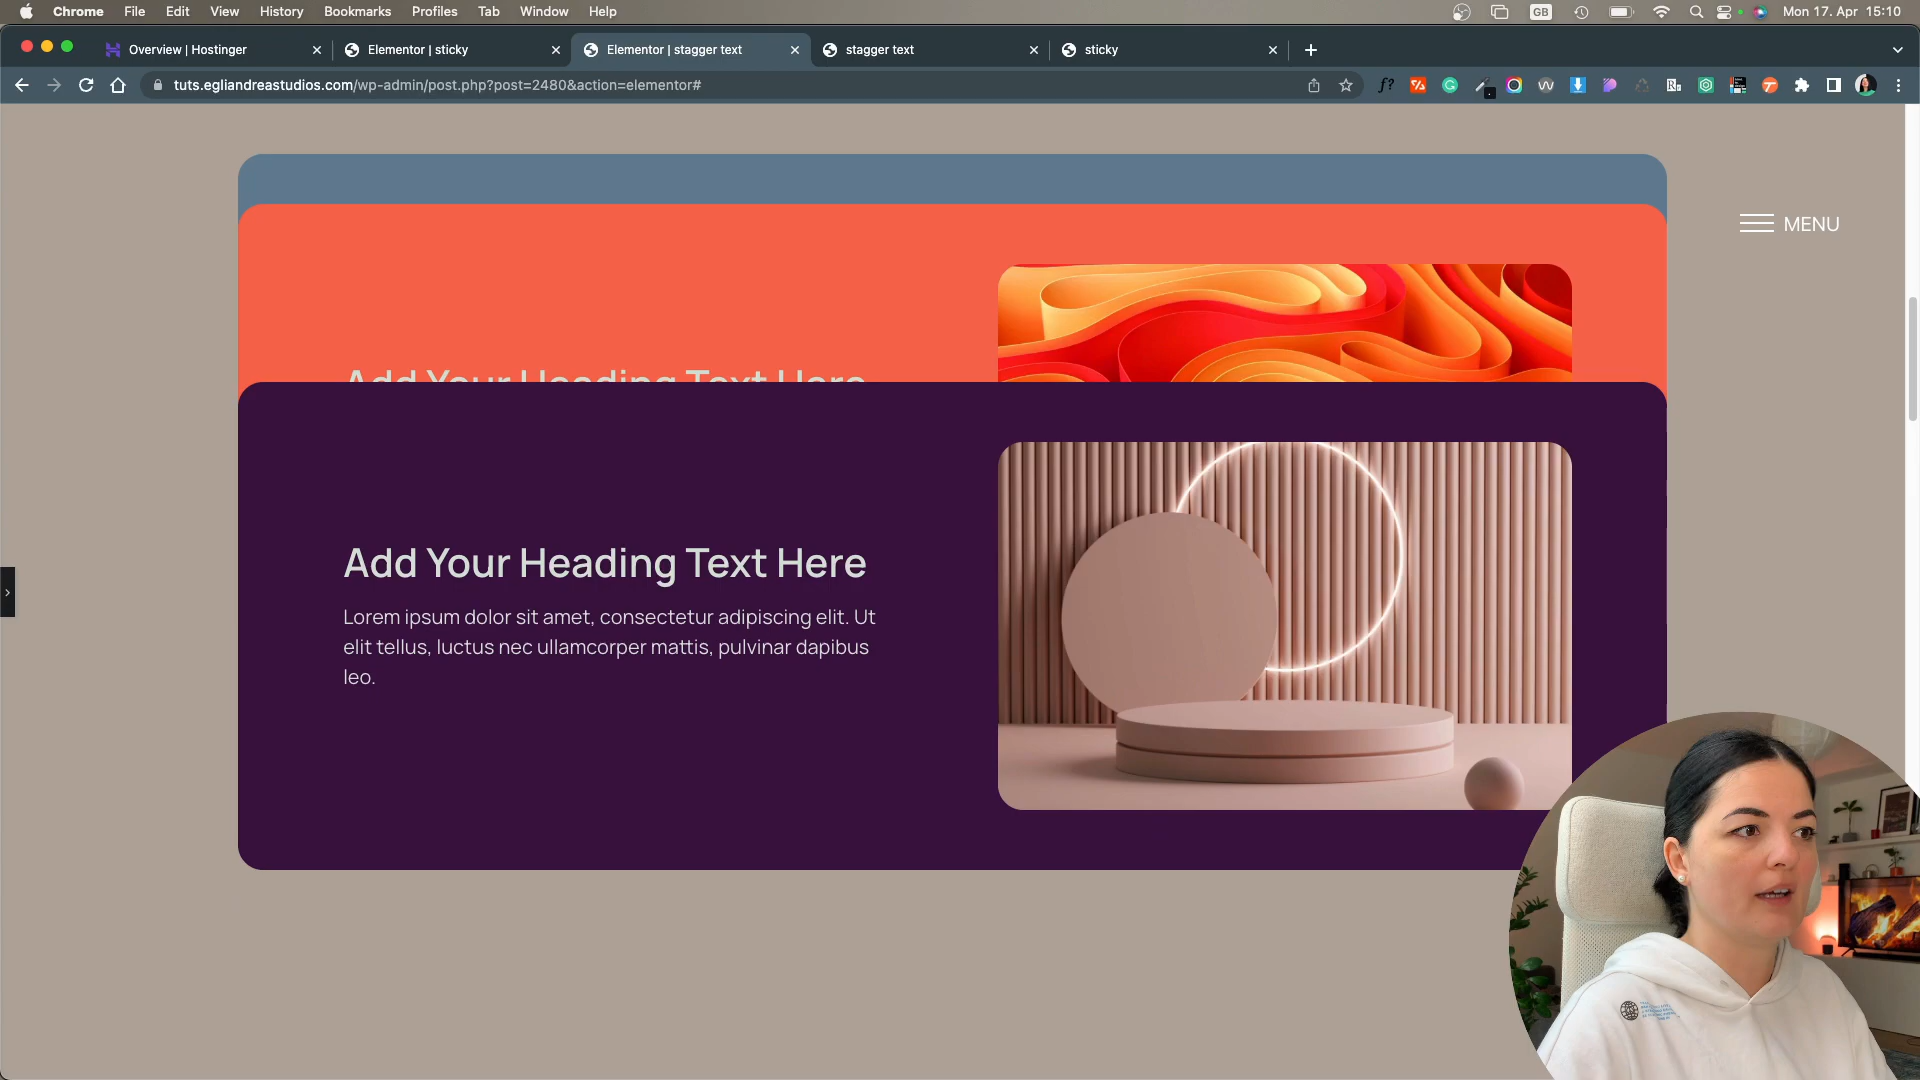 Chrome File Edit View History Bookmarks Profiles Tab Window Help
GB
Mon 17. Apr 15:10
Overview | Hostinger
Elementor | sticky
Elementor | stagger text
stagger text
sticky
tuts.egliandreastudios.com/wp-admin/post.php?post=2480&action=elementor#
MENU
Add Your Heading Text Here
Add Your Heading Text Here
Lorem ipsum dolor sit amet, consectetur adipiscing elit. Ut
elit tellus, luctus nec ullamcorper mattis, pulvinar dapibus
leo.